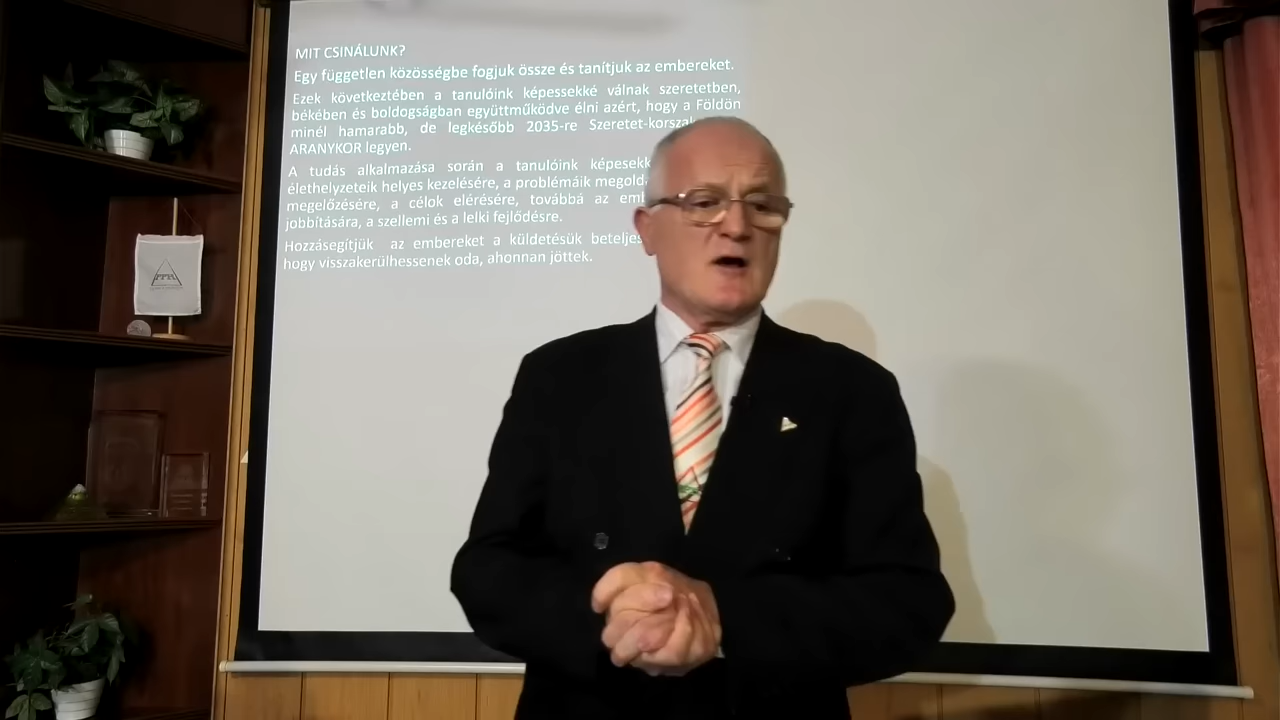 MIT CSINÁLUNK?
Egy független közösségbe fogjuk össze és tanítjuk az embereket.
Ezek következtében a tanulóink képessekké válnak szeretetben,
békében és boldogságban együttműködve élni azért, hogy a Földön
minél hamarabb, de legkésőbb 2035-re Szeretet-korszak
ARANYKOR legyen.
A tudás alkalmazása során a tanulóink képesekk
élethelyzeteik helyes kezelésére, a problémáik megold
megelőzésére, a célok elérésére, továbbá az emb
jobbítására, a szellemi és a lelki fejlődésre.
Hozzásegítjük az embereket a küldetésük beteljes
hogy visszakerülhessenek oda, ahonnan jöttek.